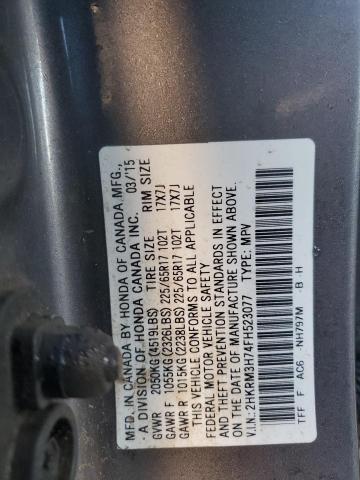 MFD. IN CANADA BY HONDA OF CANADA MFG.,
A DIVISION OF HONDA CANADA INC. 03/15
GVWR 2050KG(4519LBS) TIRE SIZE RIM SIZE
GAWR F 1055KG(2326LBS) 225/65R17 102T 17X7J
GAWR R 1015KG(2238LBS) 225/65R17 102T 17X7J
THIS VEHICLE CONFORMS TO ALL APPLICABLE
FEDERAL MOTOR VEHICLE SAFETY
AND THEFT PREVENTION STANDARDS IN EFFECT
ON THE DATE OF MANUFACTURE SHOWN ABOVE.
V.I.N.: 2HKRM3H74FH523077 TYPE: MPV
TFF F AC6 -NH797M -B -H